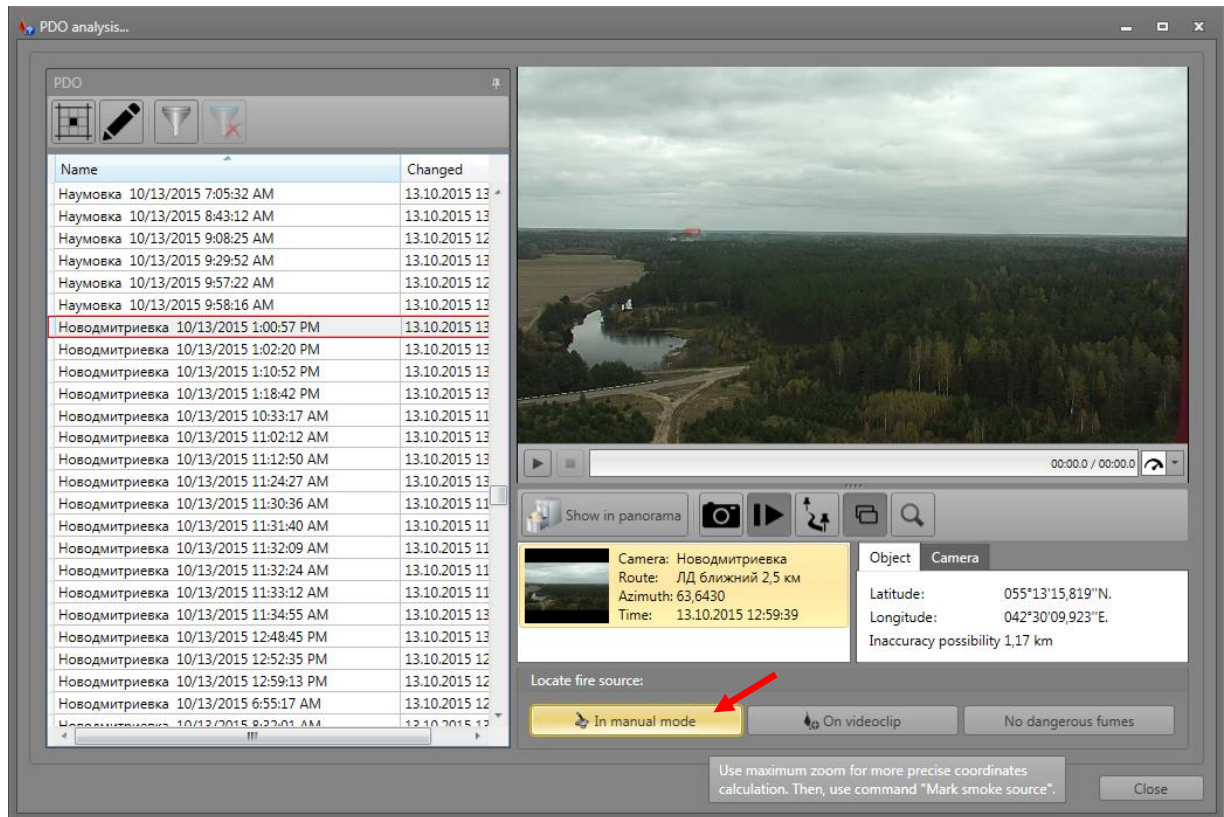 PDO analysis...
PDO
Name Changed
Наумовка 10/13/2015 7:05:32 AM 13.10.2015 13
Наумовка 10/13/2015 8:43:12 AM 13.10.2015 13
Наумовка 10/13/2015 9:08:25 AM 13.10.2015 12
Наумовка 10/13/2015 9:29:52 AM 13.10.2015 13
Наумовка 10/13/2015 9:57:22 AM 13.10.2015 12
Наумовка 10/13/2015 9:58:16 AM 13.10.2015 13
Новодмитриевка 10/13/2015 1:00:57 PM 13.10.2015 13
Новодмитриевка 10/13/2015 1:02:20 PM 13.10.2015 13
Новодмитриевка 10/13/2015 1:10:52 PM 13.10.2015 13
Новодмитриевка 10/13/2015 1:18:42 PM 13.10.2015 13
Новодмитриевка 10/13/2015 10:33:17 AM 13.10.2015 11
Новодмитриевка 10/13/2015 11:02:12 AM 13.10.2015 13
Новодмитриевка 10/13/2015 11:12:50 AM 13.10.2015 13
Новодмитриевка 10/13/2015 11:24:27 AM 13.10.2015 13
Новодмитриевка 10/13/2015 11:30:36 AM 13.10.2015 11
Новодмитриевка 10/13/2015 11:31:40 AM 13.10.2015 11
Новодмитриевка 10/13/2015 11:32:09 AM 13.10.2015 11
Новодмитриевка 10/13/2015 11:32:24 AM 13.10.2015 11
Новодмитриевка 10/13/2015 11:33:12 AM 13.10.2015 11
Новодмитриевка 10/13/2015 11:34:55 AM 13.10.2015 13
Новодмитриевка 10/13/2015 12:48:45 PM 13.10.2015 13
Новодмитриевка 10/13/2015 12:52:35 PM 13.10.2015 12
Новодмитриевка 10/13/2015 12:59:13 PM 13.10.2015 12
Новодмитриевка 10/13/2015 6:55:17 AM 13.10.2015 12
Новодмитриевка 10/13/2015 8:32:01 AM 13.10.2015 12
00:00.0 / 00:00.0
Show in panorama
Camera: Новодмитриевка
Route: ЛД ближний 2,5 км
Azimuth: 63,6430
Time: 13.10.2015 12:59:39
Object Camera
Latitude: 055°13'15,819"N.
Longitude: 042°30'09,923"E.
Inaccuracy possibility 1,17 km
Locate fire source:
In manual mode On videoclip No dangerous fumes
Use maximum zoom for more precise coordinates
calculation. Then, use command "Mark smoke source".
Close